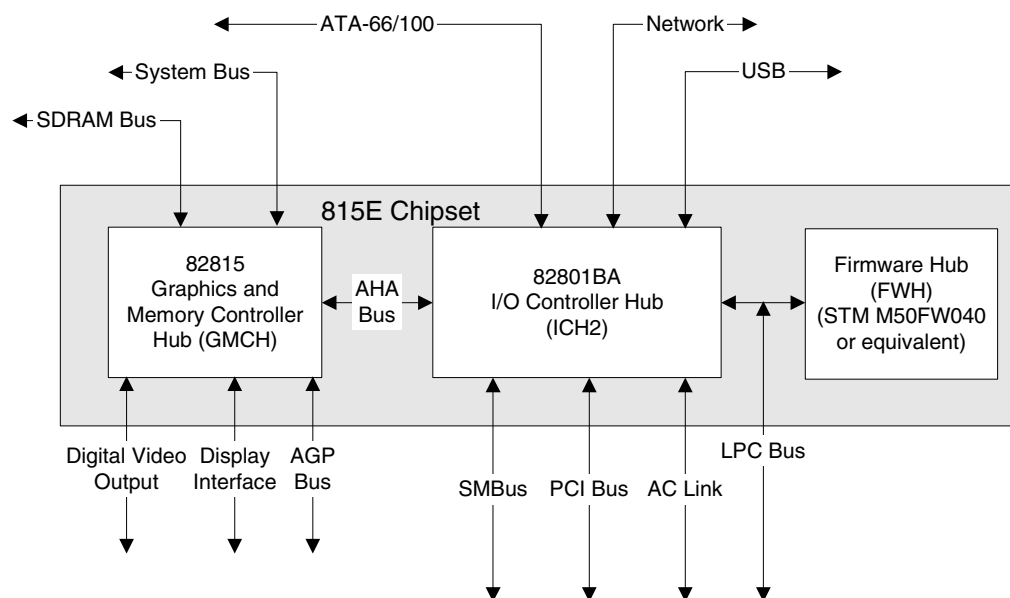 ATA-66/100
Network
System Bus
USB
SDRAM Bus
815E Chipset
82815
Graphics and
Memory Controller
Hub (GMCH)
AHA
Bus
82801BA
I/O Controller Hub
(ICH2)
Firmware Hub
(FWH)
(STM M50FW040
or equivalent)
Digital Video
Output
Display
Interface
AGP
Bus
SMBus
PCI Bus
AC Link
LPC Bus